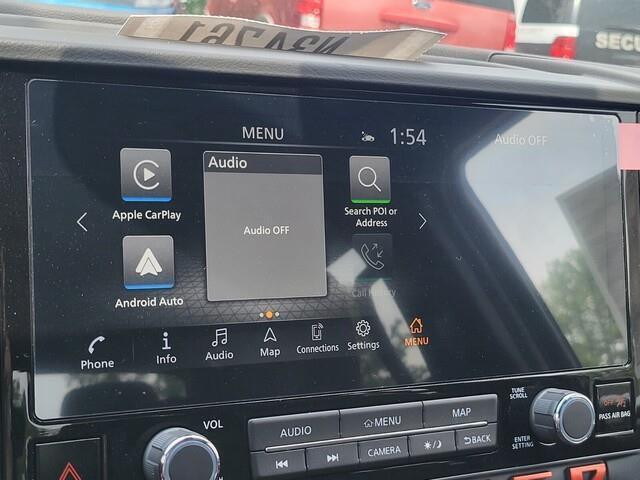 N3V761
SECU
MENU
1:54
Audio OFF
Audio
Audio OFF
Apple CarPlay
Search POI or
Address
Android Auto
Call History
Phone
Info
Audio
Map
Connections
Settings
MENU
VOL
AUDIO
MENU
MAP
CAMERA
BACK
TUNE
SCROLL
ENTER
SETTING
OFF
PASS AIR BAG